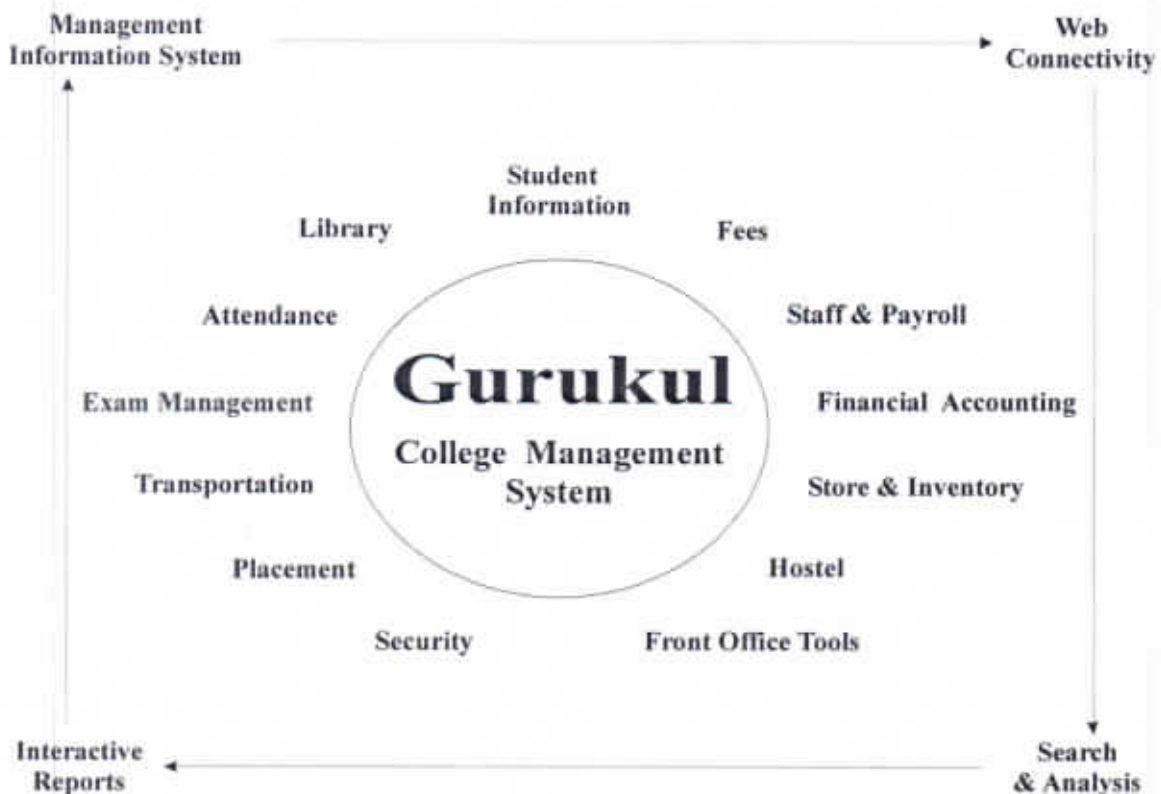 Management
Information System
Web
Connectivity
Student
Information
Library
Fees
Attendance
Staff & Payroll
Gurukul
Exam Management
Financial Accounting
College Management
System
Transportation
Store & Inventory
Placement
Hostel
Security
Front Office Tools
Interactive
Reports
Search
& Analysis